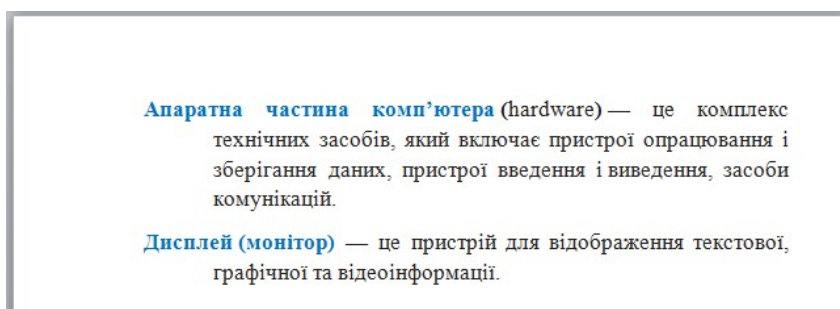 Апаратна частина комп’ютера (hardware) — це комплекс
технічних засобів, який включає пристрої опрацювання і
зберігання даних, пристрої введення і виведення, засоби
комунікацій.
Дисплей (монітор) — це пристрій для відображення текстової,
графічної та відеоінформації.